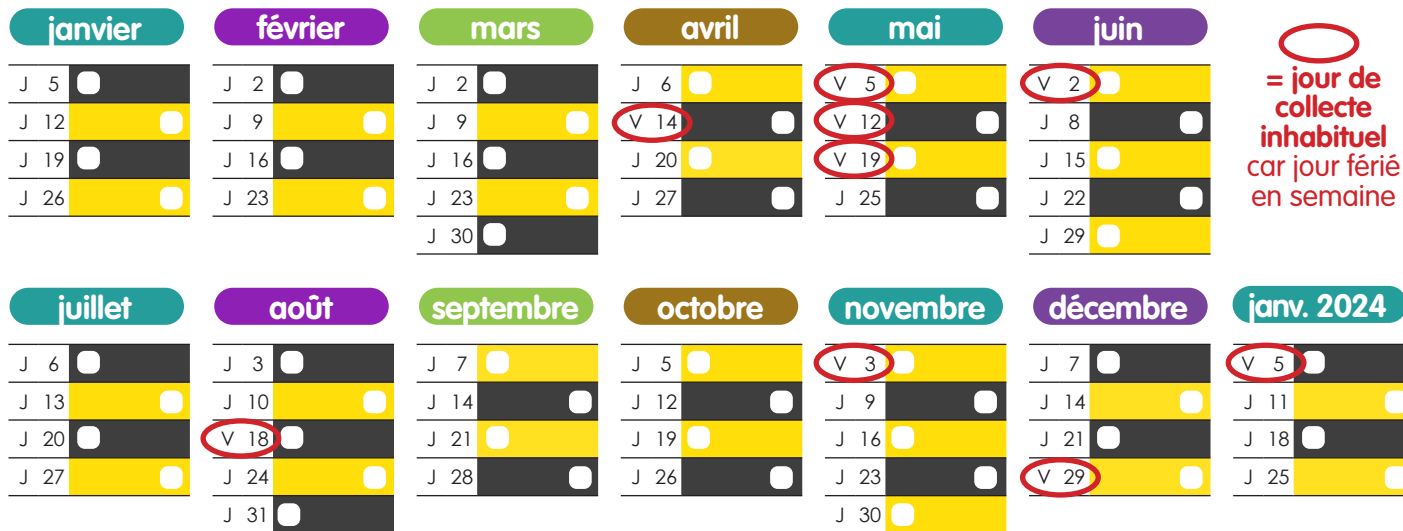 janvier
J 5
J 12
J 19
J 26
février
J 2
J 9
J 16
J 23
mars
J 2
J 9
J 16
J 23
J 30
avril
J 6
V 14
J 20
J 27
mai
V 5
V 12
V 19
J 25
juin
V 2
J 8
J 15
J 22
J 29
= jour de
collecte
inhabituel
car jour férié
en semaine
juillet
J 6
J 13
J 20
J 27
août
J 3
J 10
V 18
J 24
J 31
septembre
J 7
J 14
J 21
J 28
octobre
J 5
J 12
J 19
J 26
novembre
V 3
J 9
J 16
J 23
J 30
décembre
J 7
J 14
J 21
V 29
janv. 2024
V 5
J 11
J 18
J 25